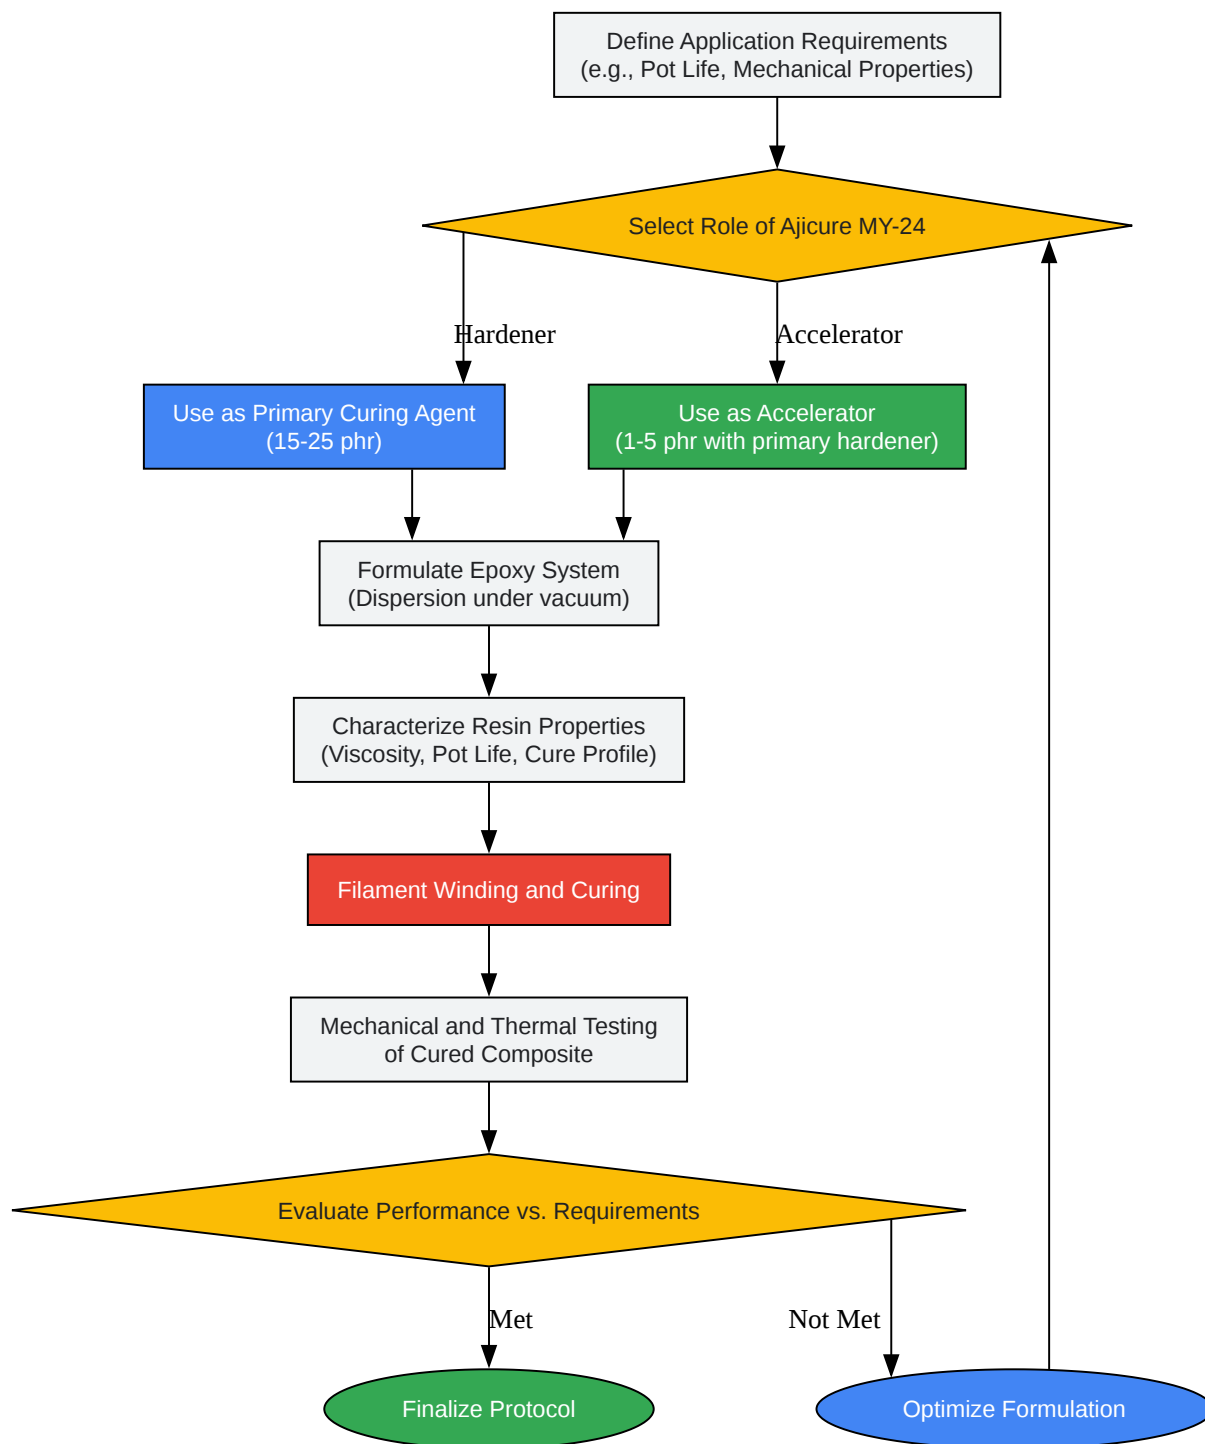 Define Application Requirements
(e.g., Pot Life, Mechanical Properties)
Select Role of Ajicure MY-24
Hardener
Accelerator
Use as Primary Curing Agent
(15-25 phr)
Use as Accelerator
(1-5 phr with primary hardener)
Formulate Epoxy System
(Dispersion under vacuum)
Characterize Resin Properties
(Viscosity, Pot Life, Cure Profile)
Filament Winding and Curing
Mechanical and Thermal Testing
of Cured Composite
Evaluate Performance vs. Requirements
Met
Not Met
Finalize Protocol
Optimize Formulation